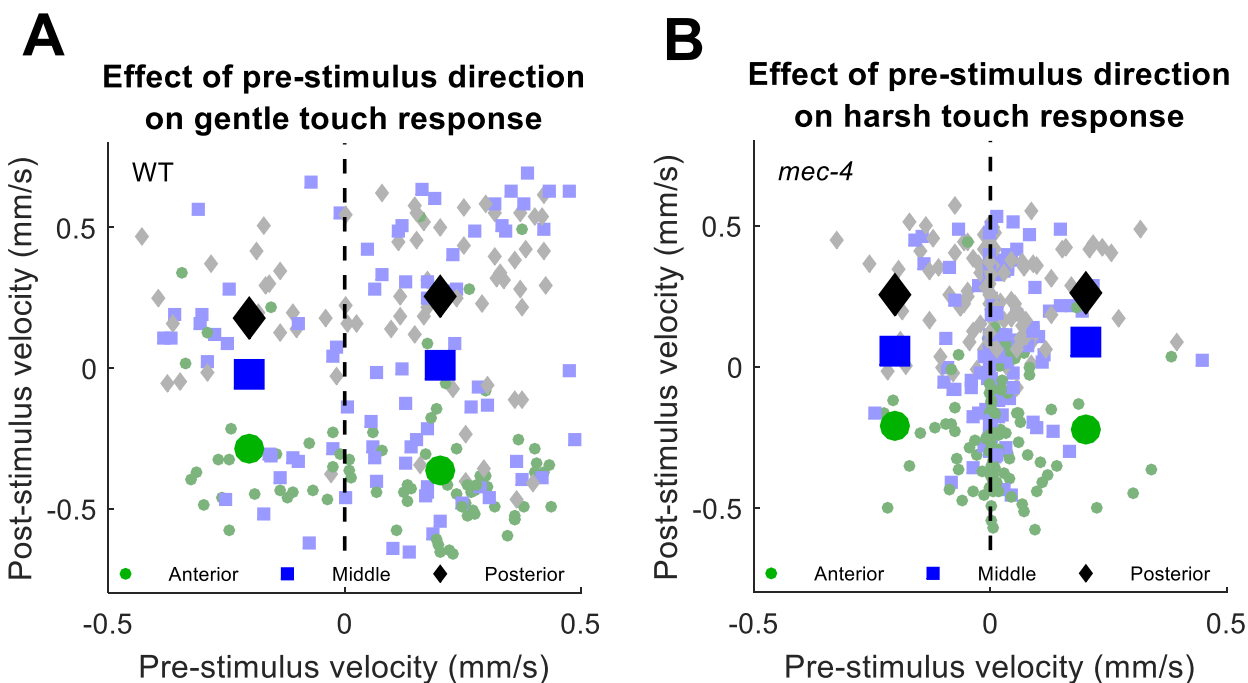 A
Effect of pre-stimulus direction
on gentle touch response
WT
Post-stimulus velocity (mm/s)
0.5
0
-0.5
Anterior Middle Posterior
-0.5 0 0.5
Pre-stimulus velocity (mm/s)
B
Effect of pre-stimulus direction
on harsh touch response
mec-4
Post-stimulus velocity (mm/s)
0.5
0
-0.5
Anterior Middle Posterior
-0.5 0 0.5
Pre-stimulus velocity (mm/s)